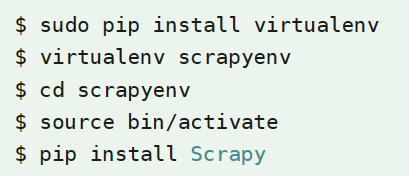 $ sudo pip install virtualenv
$ virtualenv scrapyenv
$ cd scrapyenv
$ source bin/activate
$ pip install Scrapy